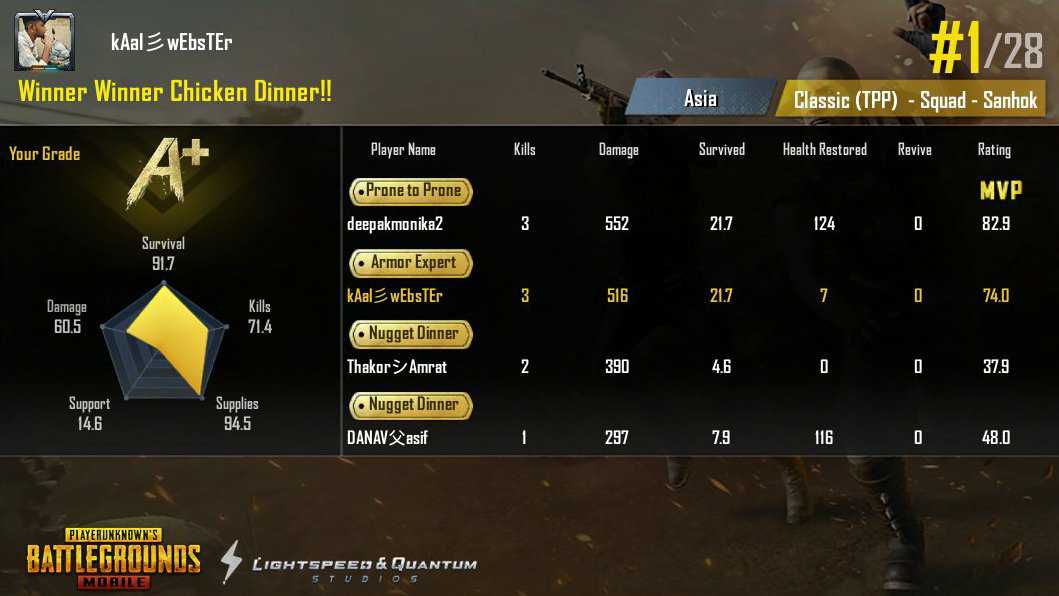 kAal彡wEbsTEr
#1/28
Winner Winner Chicken Dinner!!
Asia
Classic (TPP) - Squad - Sanhok
Your Grade
A+
Survival
91.7
Damage
60.5
Kills
71.4
Support
14.6
Supplies
94.5
Player Name Kills Damage Survived Health Restored Revive Rating
Prone to Prone MVP
deepakmonika2 3 552 21.7 124 0 82.9
Armor Expert
kAal彡wEbsTEr 3 516 21.7 7 0 74.0
Nugget Dinner
ThakorシAmrat 2 390 4.6 0 0 37.9
Nugget Dinner
DANAV父asif 1 297 7.9 116 0 48.0
PLAYERUNKNOWN'S
BATTLEGROUNDS
MOBILE
LIGHTSPEED & QUANTUM
STUDIOS